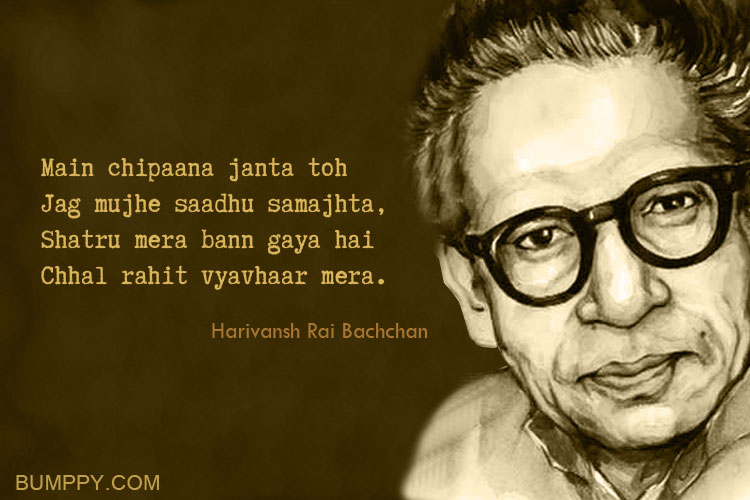 Main chipaana janta toh
Jag mujhe saadhu samajhta,
Shatru mera bann gaya hai
Chhal rahit vyavhaar mera.
Harivansh Rai Bachchan
BUMPPY.COM